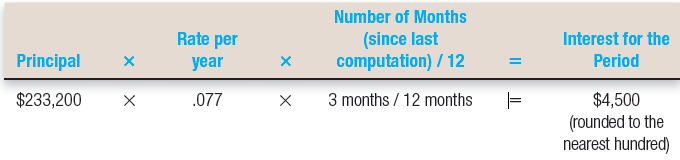 Number of Months
Rate per (since last Interest for the
Principal × year × computation) / 12 = Period
$233,200 × .077 × 3 months / 12 months = $4,500
(rounded to the
nearest hundred)